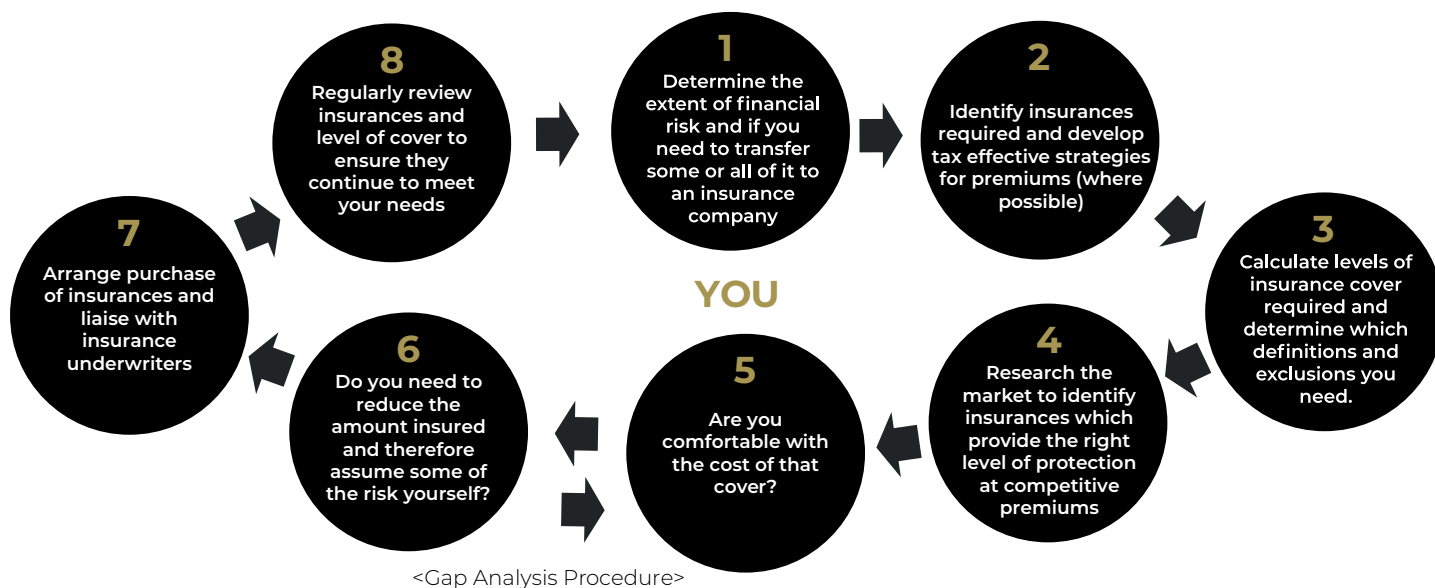 1
Determine the
extent of financial
risk and if you
need to transfer
some or all of it to
an insurance
company
2
Identify insurances
required and develop
tax effective strategies
for premiums (where
possible)
3
Calculate levels of
insurance cover
required and
determine which
definitions and
exclusions you
need.
4
Research the
market to identify
insurances which
provide the right
level of protection
at competitive
premiums
5
Are you
comfortable with
the cost of that
cover?
6
Do you need to
reduce the
amount insured
and therefore
assume some of
the risk yourself?
7
Arrange purchase
of insurances and
liaise with
insurance
underwriters
8
Regularly review
insurances and
level of cover to
ensure they
continue to meet
your needs
YOU
<Gap Analysis Procedure>